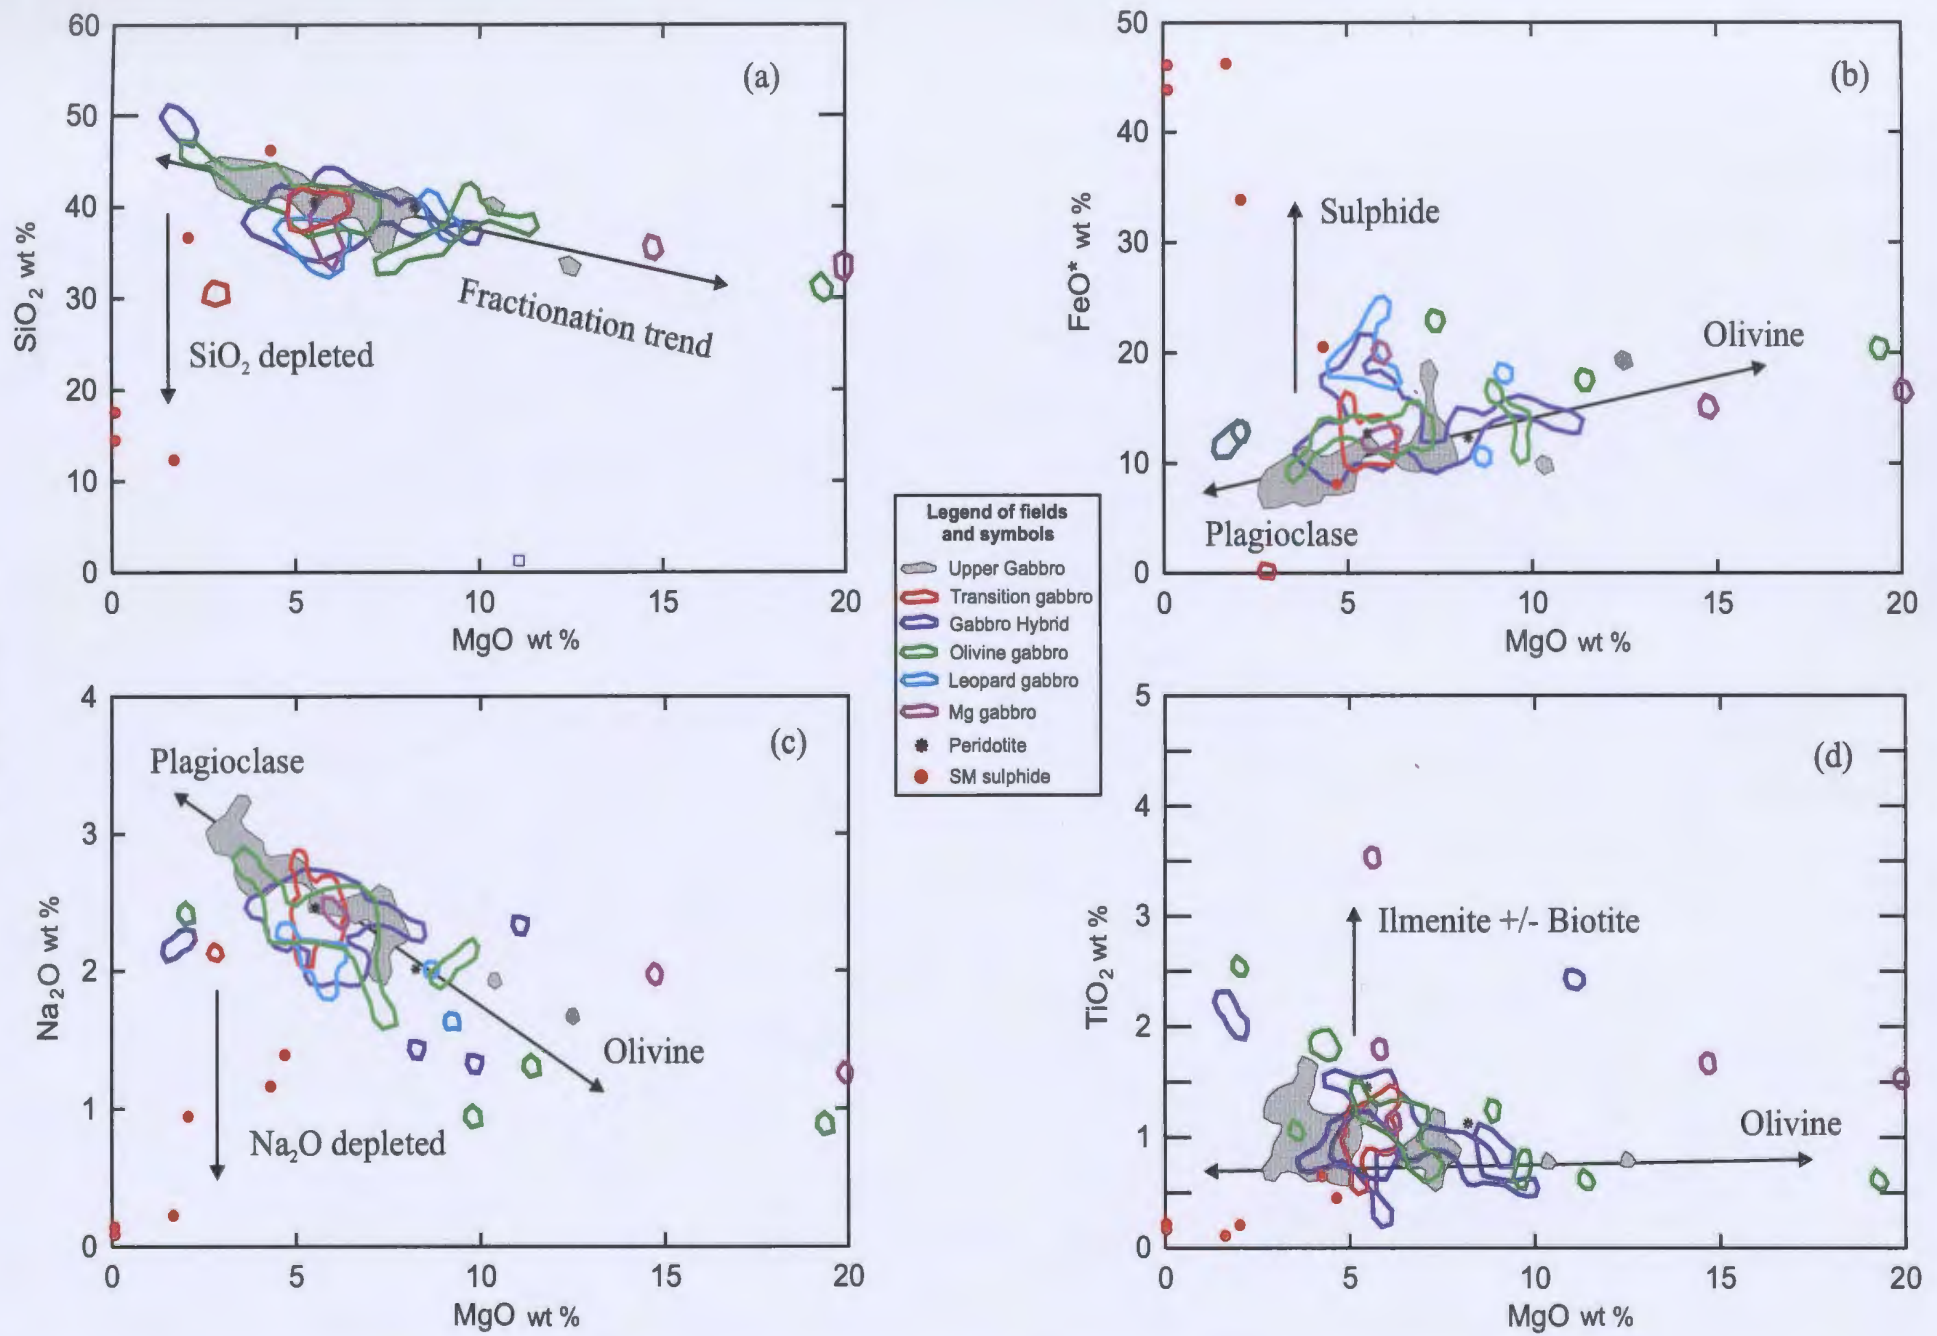 60
50
40
30
20
10
0
SiO₂ wt %
(a)
Fractionation trend
SiO₂ depleted
0
5
10
15
20
MgO wt %
50
40
30
20
10
0
FeO* wt %
(b)
Sulphide
Olivine
Plagioclase
0
5
10
15
20
MgO wt %
Legend of fields
and symbols
Upper Gabbro
Transition gabbro
Gabbro Hybrid
Olivine gabbro
Leopard gabbro
Mg gabbro
Peridotite
SM sulphide
4
3
2
1
0
Na₂O wt %
(c)
Plagioclase
Olivine
Na₂O depleted
0
5
10
15
20
MgO wt %
5
4
3
2
1
0
TiO₂ wt %
(d)
Ilmenite +/- Biotite
Olivine
0
5
10
15
20
MgO wt %